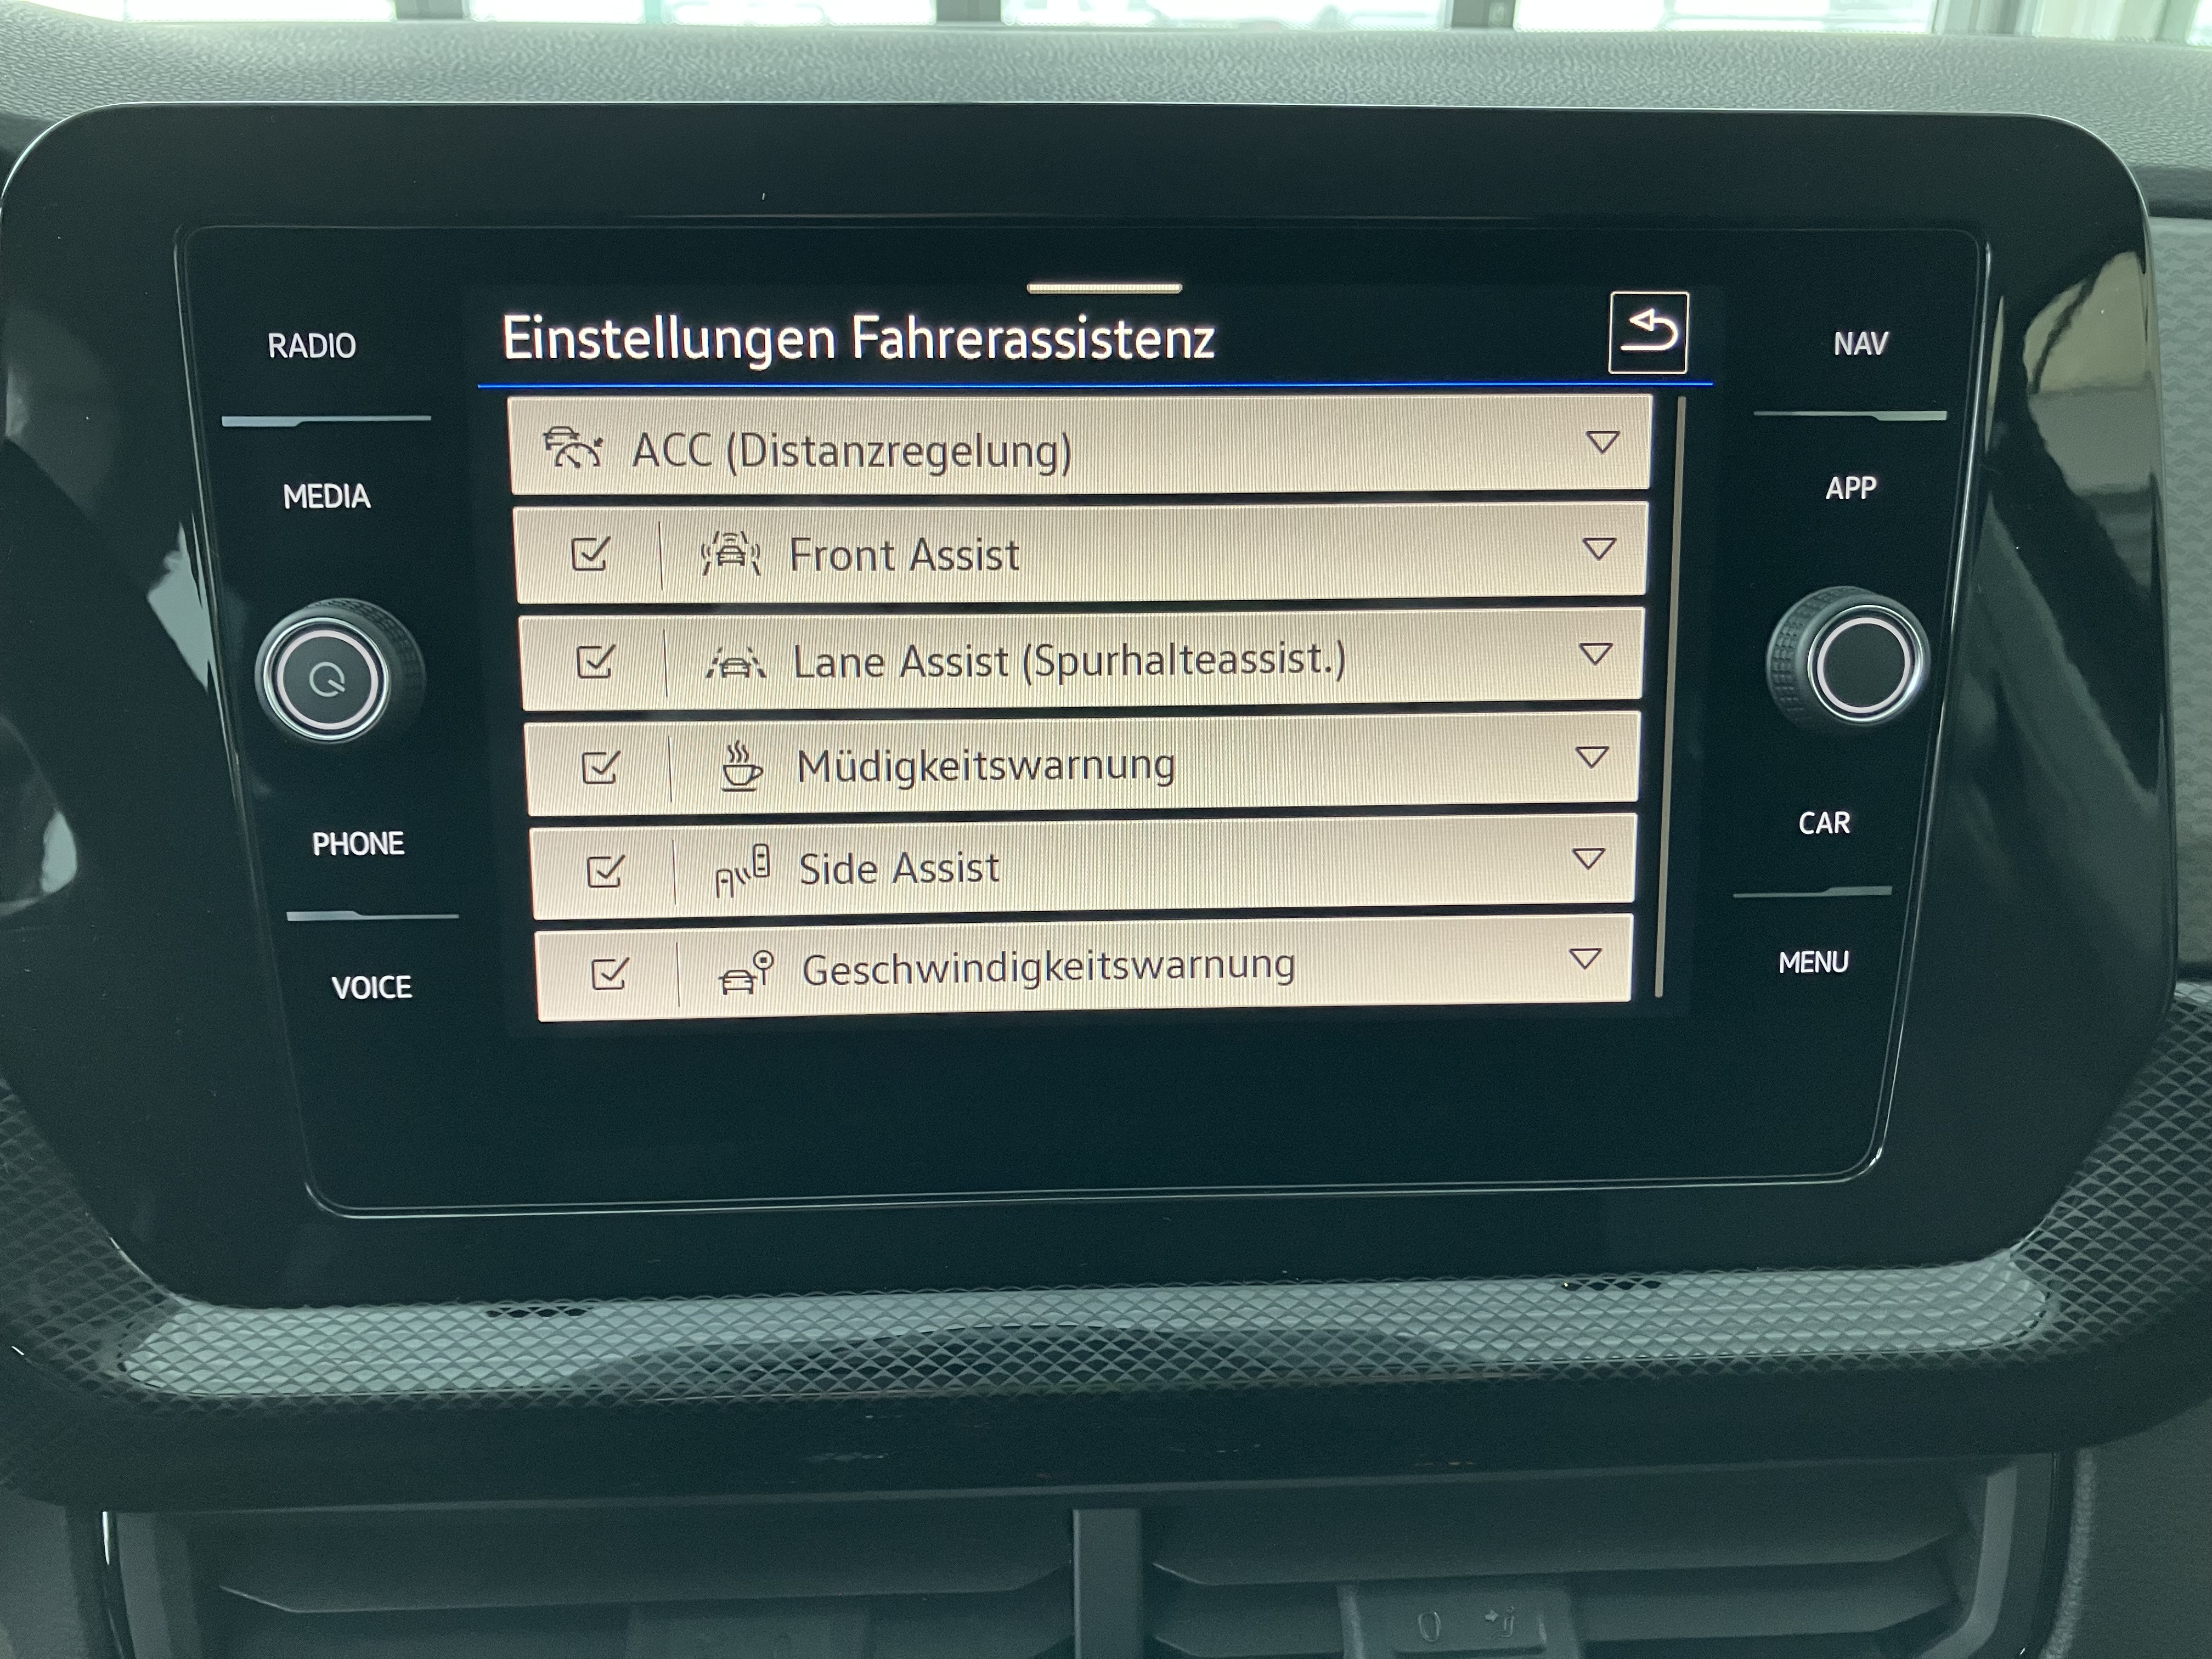 Einstellungen Fahrerassistenz
RADIO
MEDIA
PHONE
VOICE
ACC (Distanzregelung)
Front Assist
Lane Assist (Spurhalteassist.)
Müdigkeitswarnung
Side Assist
Geschwindigkeitswarnung
NAV
APP
CAR
MENU
0